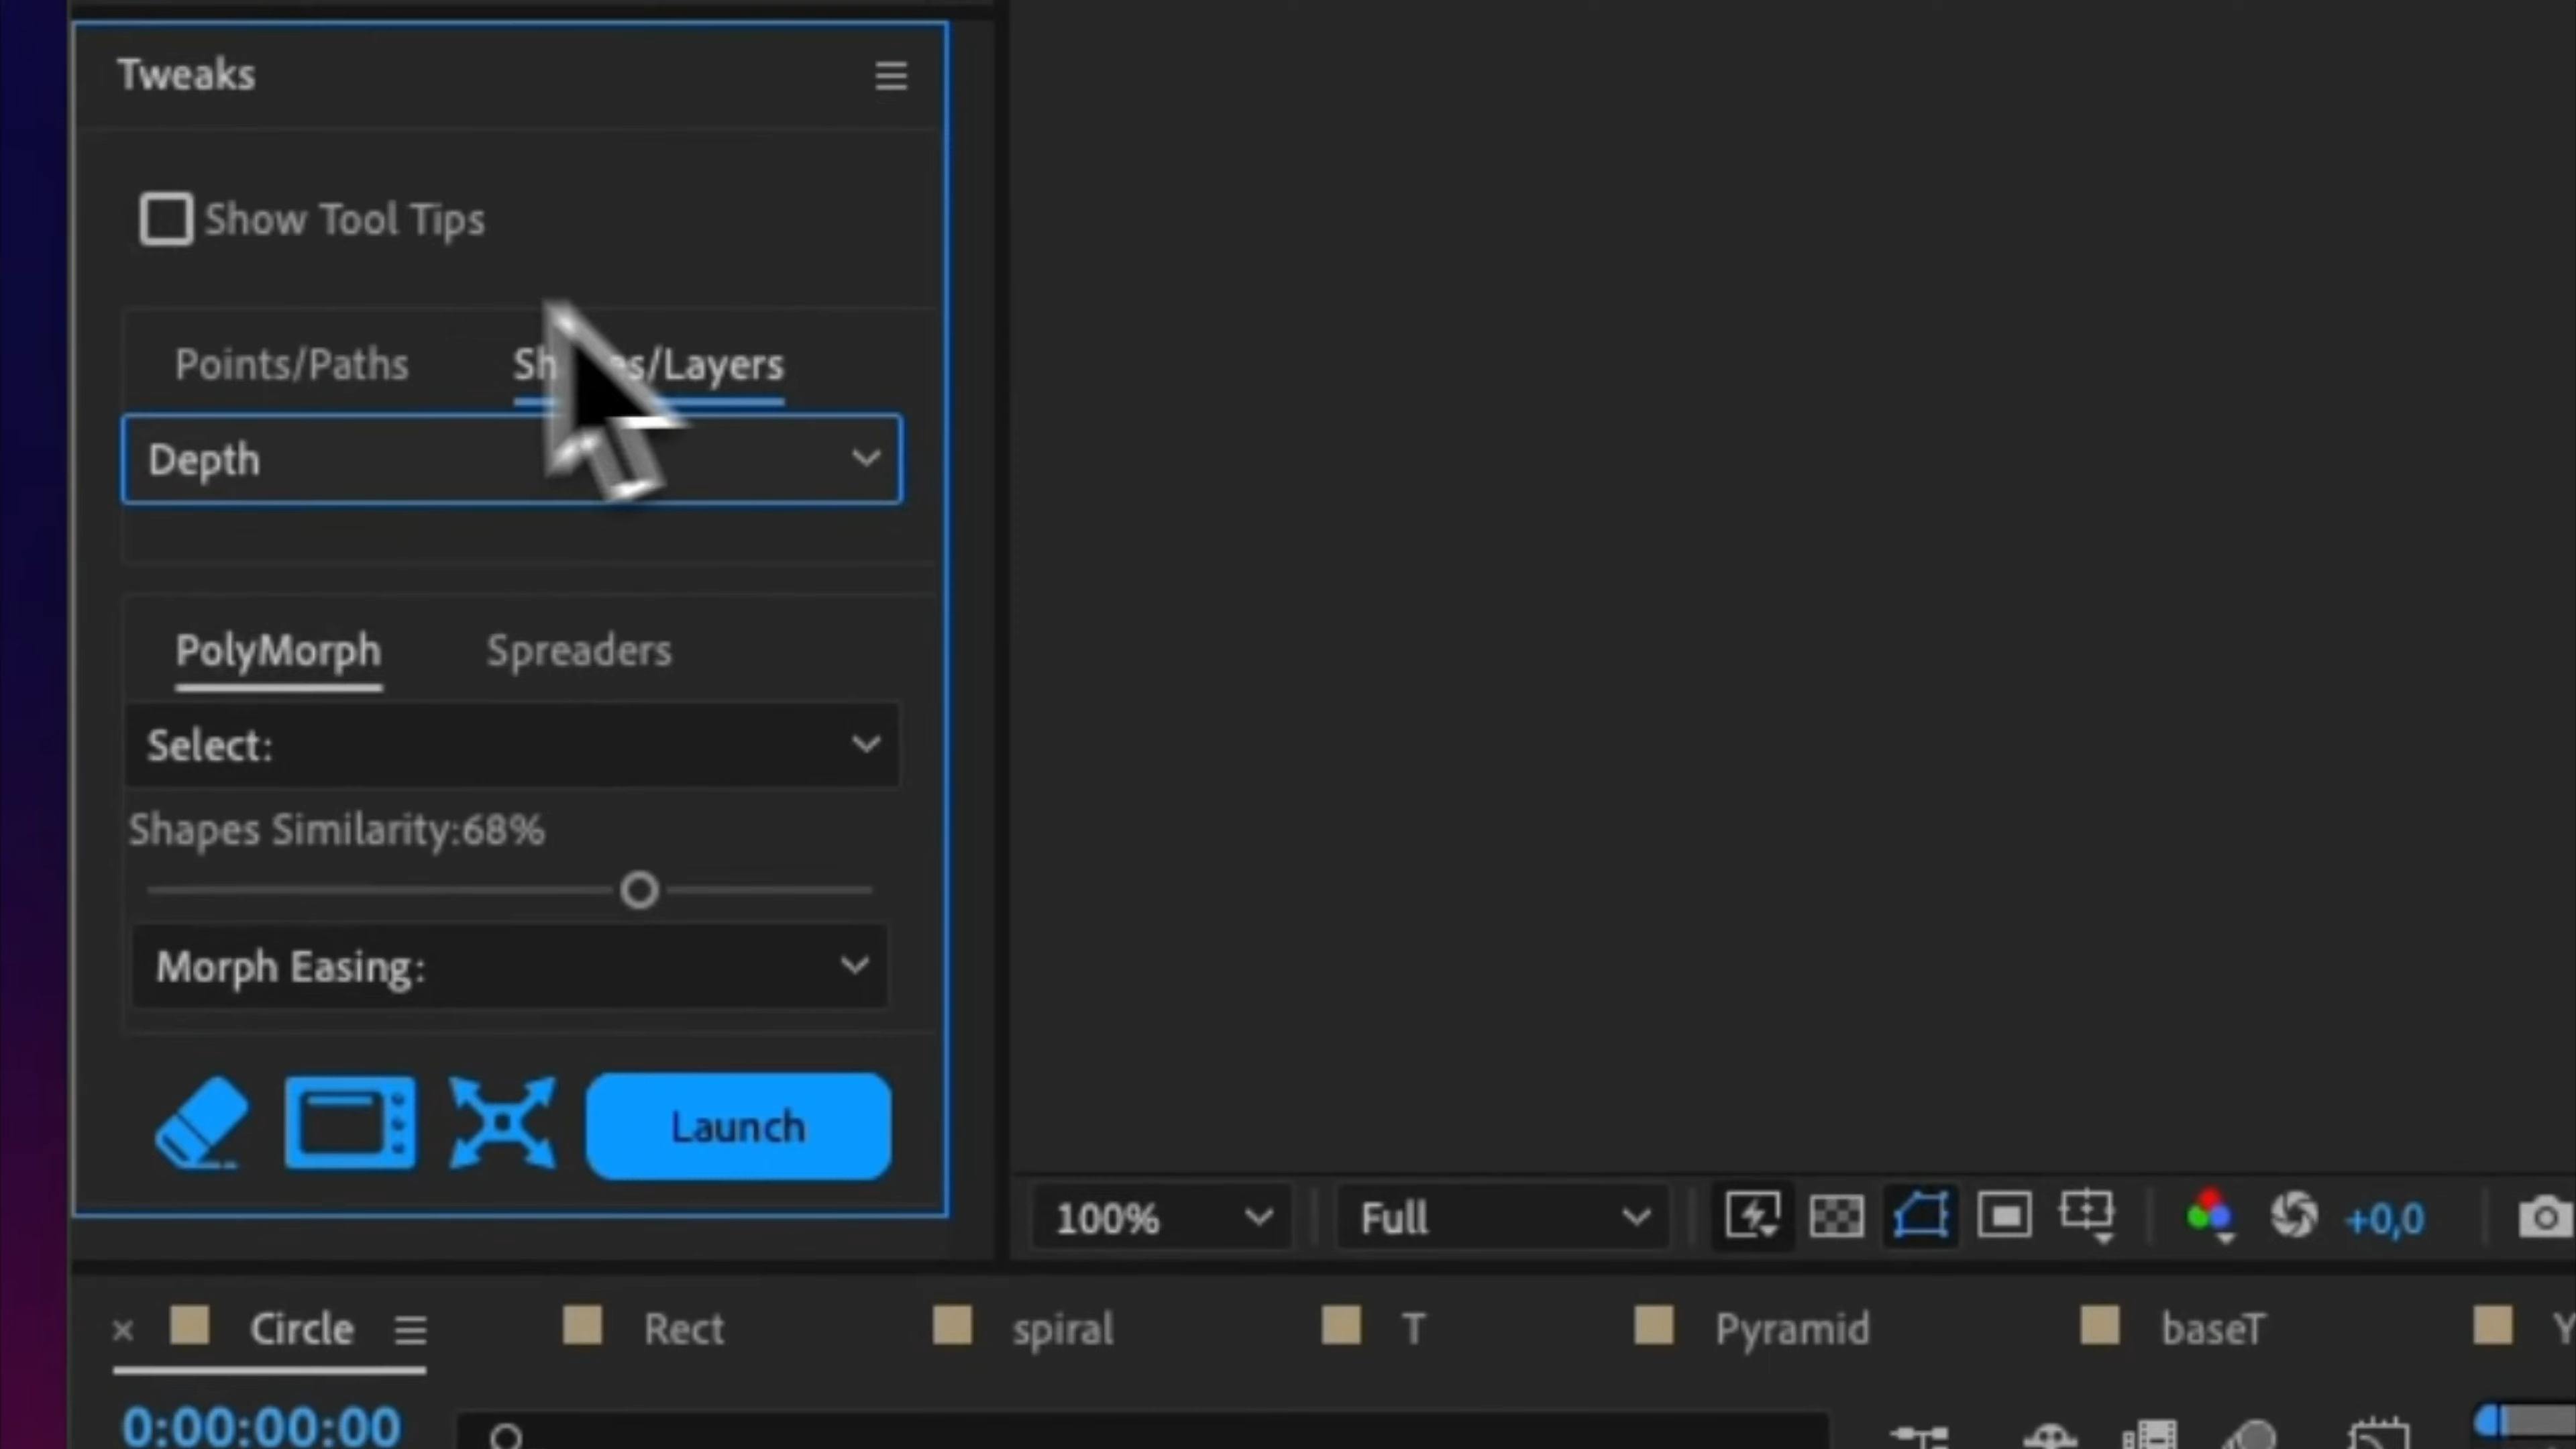 Tweaks
Show Tool Tips
Points/Paths
/Layers
Depth
PolyMorph Spreaders
Select:
Shapes Similarity:68%
Morph Easing:
Launch
100% Full +0,0
Circle Rect spiral T Pyramid baseT Y
0:00:00:00